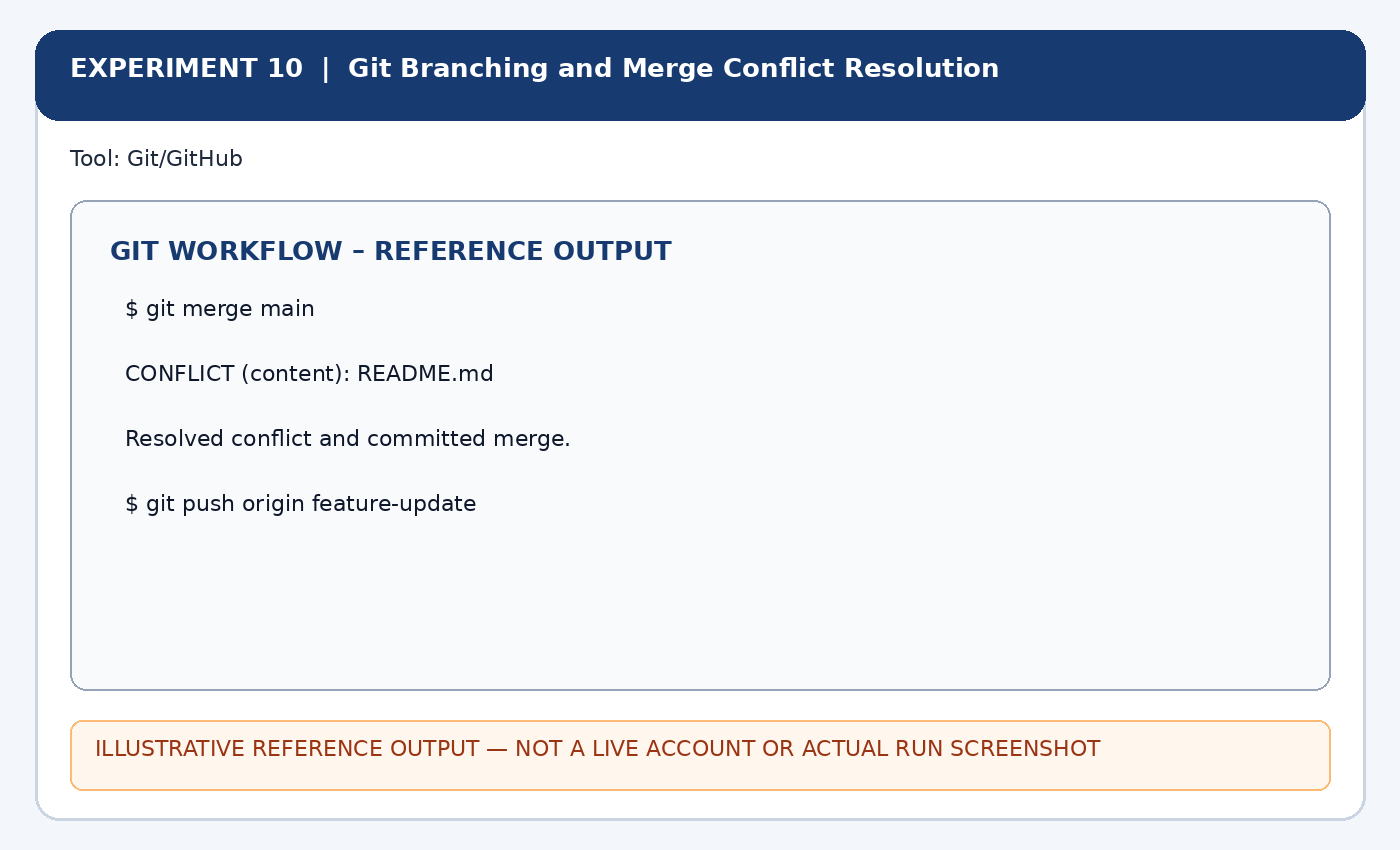 EXPERIMENT 10 | Git Branching and Merge Conflict Resolution
Tool: Git/GitHub
GIT WORKFLOW – REFERENCE OUTPUT
$ git merge main
CONFLICT (content): README.md
Resolved conflict and committed merge.
$ git push origin feature-update
ILLUSTRATIVE REFERENCE OUTPUT — NOT A LIVE ACCOUNT OR ACTUAL RUN SCREENSHOT